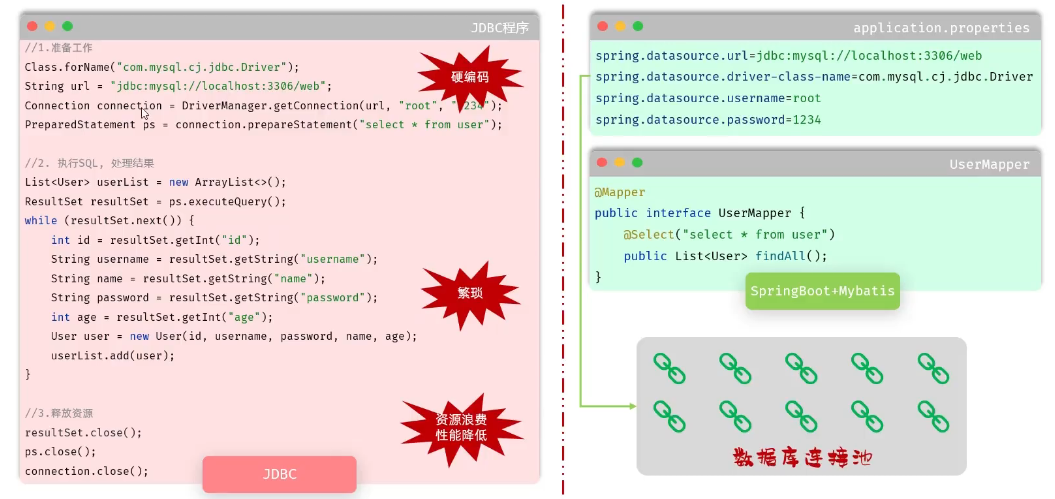 JDBC程序
//1.准备工作
Class.forName("com.mysql.cj.jdbc.Driver");
String url = "jdbc:mysql://localhost:3306/web";
Connection connection = DriverManager.getConnection(url, "root", "1234");
PreparedStatement ps = connection.prepareStatement("select * from user");
//2. 执行SQL, 处理结果
List<User> userList = new ArrayList<>();
ResultSet resultSet = ps.executeQuery();
while (resultSet.next()) {
int id = resultSet.getInt("id");
String username = resultSet.getString("username");
String name = resultSet.getString("name");
String password = resultSet.getString("password");
int age = resultSet.getInt("age");
User user = new User(id, username, password, name, age);
userList.add(user);
}
//3.释放资源
resultSet.close();
ps.close();
connection.close();
硬编码
繁琐
资源浪费
性能降低
JDBC
application.properties
spring.datasource.url=jdbc:mysql://localhost:3306/web
spring.datasource.driver-class-name=com.mysql.cj.jdbc.Driver
spring.datasource.username=root
spring.datasource.password=1234
UserMapper
@Mapper
public interface UserMapper {
@Select("select * from user")
public List<User> findAll();
}
SpringBoot+Mybatis
数据库连接池